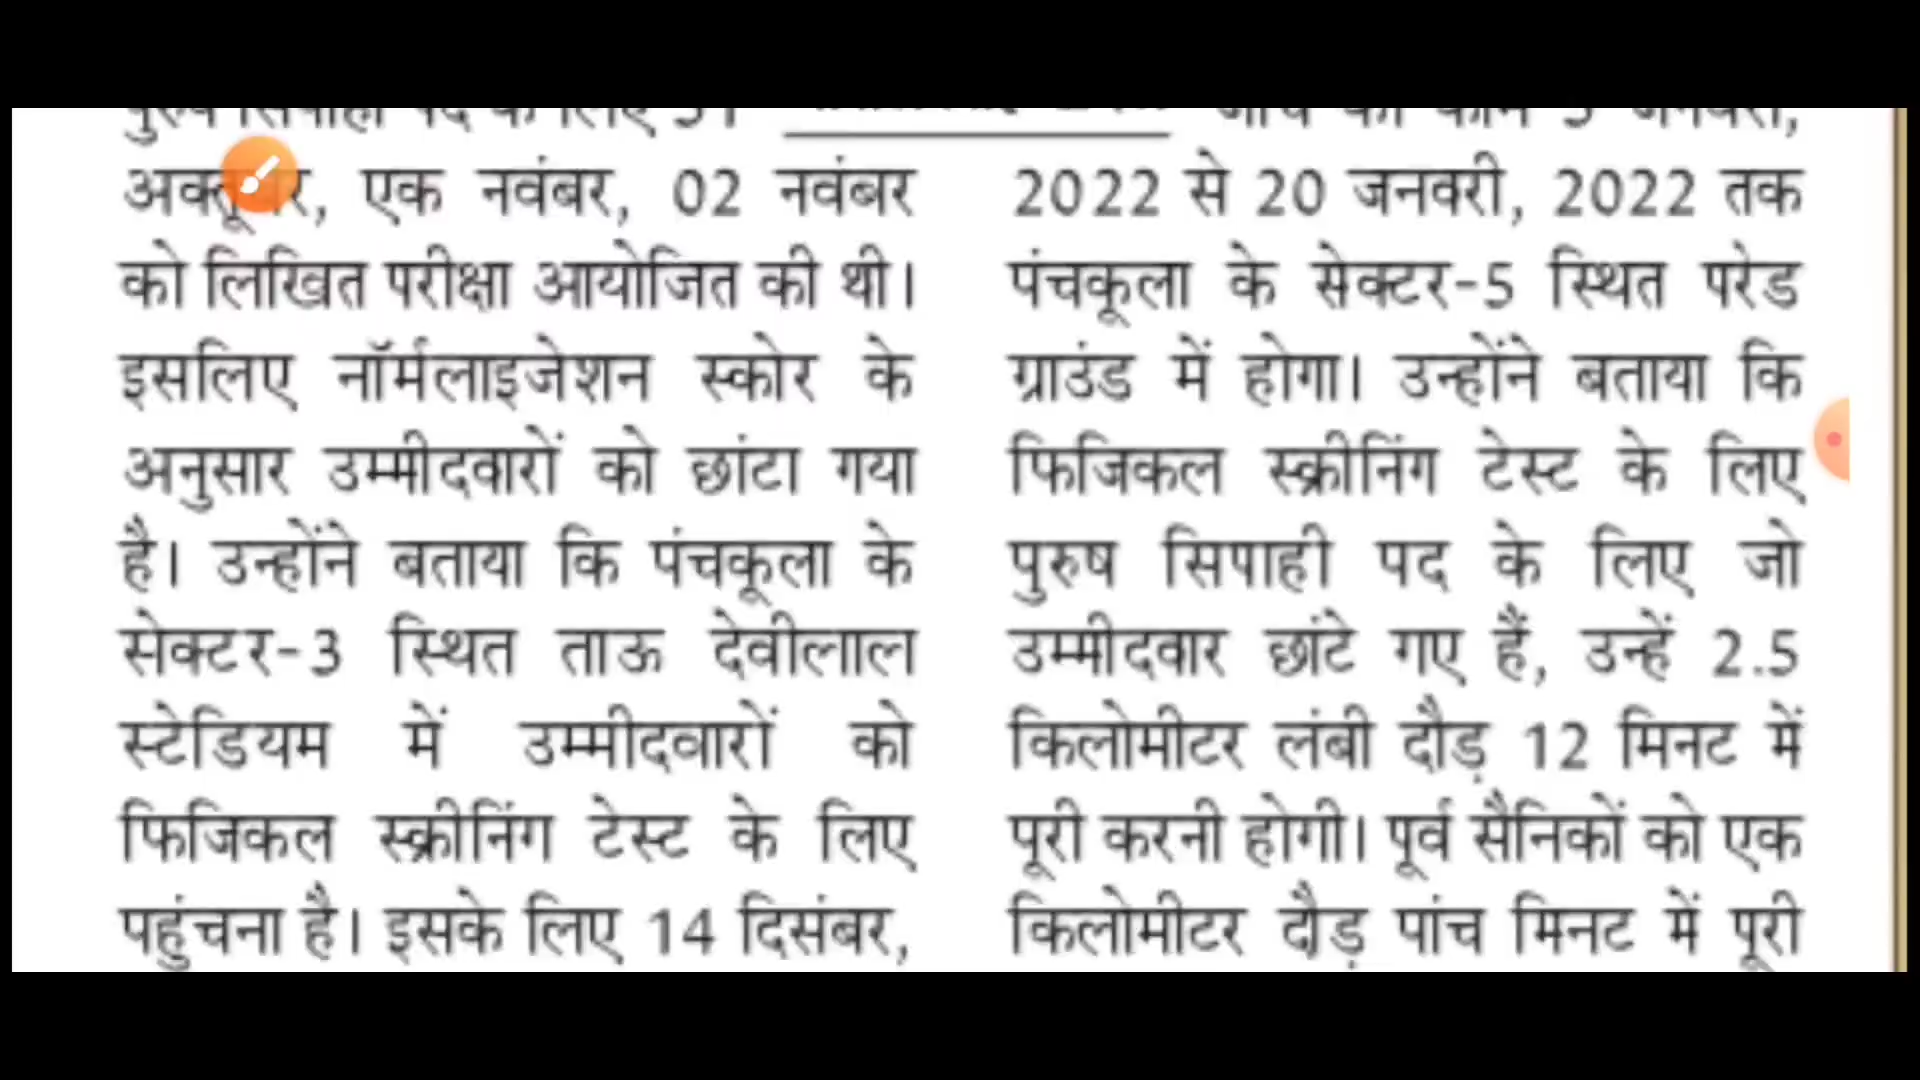 पुरुष सिपाही पद के लिए 31
अक्तूबर, एक नवंबर, 02 नवंबर
को लिखित परीक्षा आयोजित की थी।
इसलिए नॉर्मलाइजेशन स्कोर के
अनुसार उम्मीदवारों को छांटा गया
है। उन्होंने बताया कि पंचकूला के
सेक्टर-3 स्थित ताऊ देवीलाल
स्टेडियम में उम्मीदवारों को
फिजिकल स्क्रीनिंग टेस्ट के लिए
पहुंचना है। इसके लिए 14 दिसंबर,
जनवरी,
2022 से 20 जनवरी, 2022 तक
पंचकूला के सेक्टर-5 स्थित परेड
ग्राउंड में होगा। उन्होंने बताया कि
फिजिकल स्क्रीनिंग टेस्ट के लिए
पुरुष सिपाही पद के लिए जो
उम्मीदवार छांटे गए हैं, उन्हें 2.5
किलोमीटर लंबी दौड़ 12 मिनट में
पूरी करनी होगी। पूर्व सैनिकों को एक
किलोमीटर दौड़ पांच मिनट में पूरी